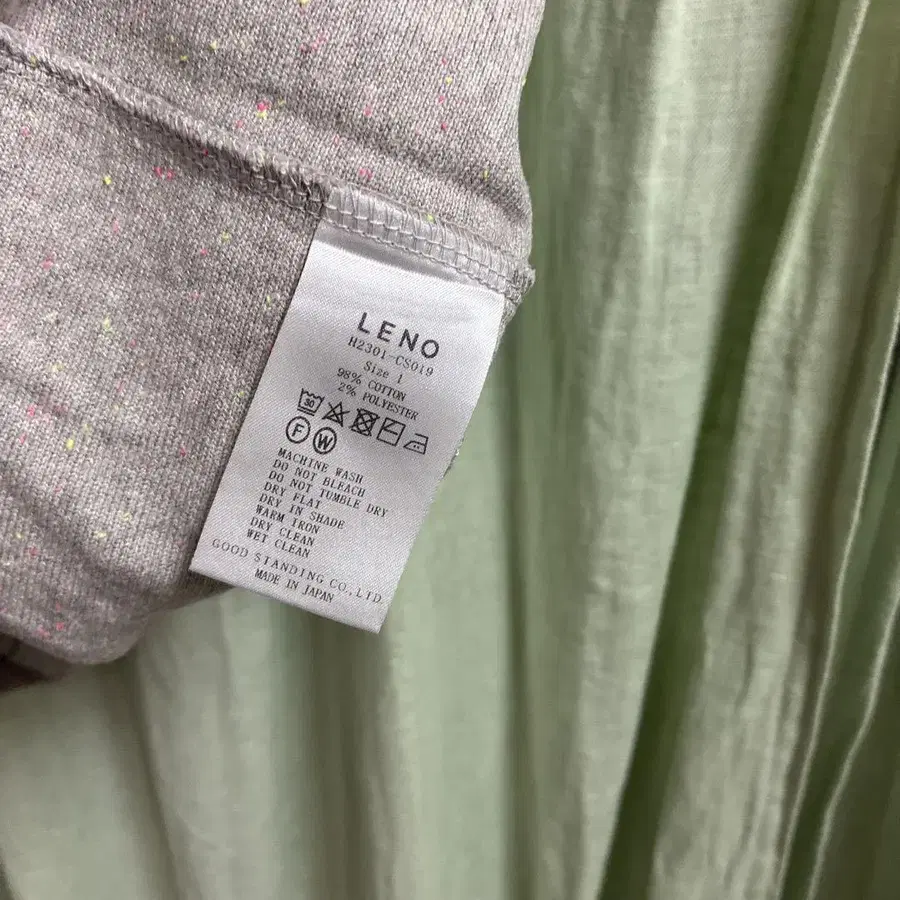 LENO
H2301-CS019
Size 1
98% COTTON
2% POLYESTER
30
F W
MACHINE WASH
DO NOT BLEACH
DO NOT TUMBLE DRY
DRY FLAT
DRY IN SHADE
WARM IRON
DRY CLEAN
WET CLEAN
GOOD STANDING CO., LTD.
MADE IN JAPAN